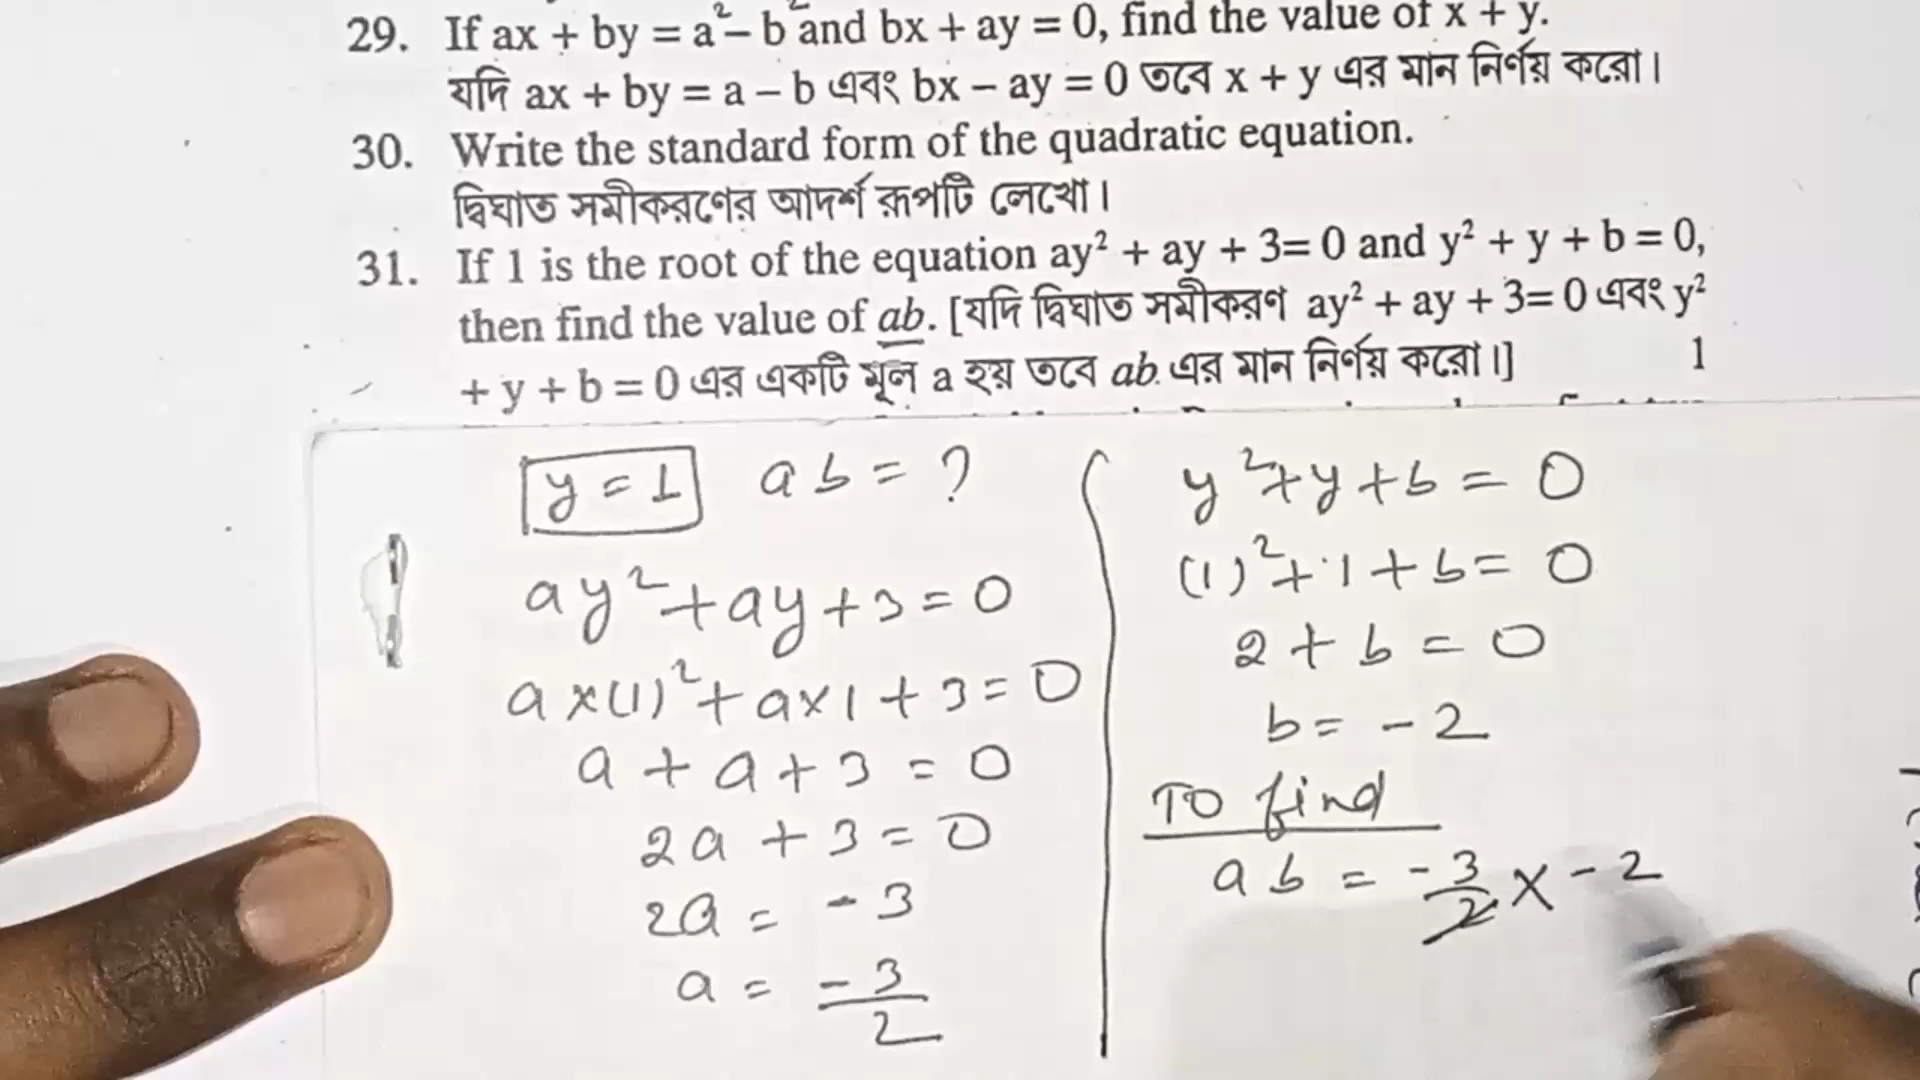 29. If ax + by = a² – b² and bx + ay = 0, find the value of x + y.
যদি ax + by = a – b এবং bx – ay = 0 তবে x + y এর মান নির্ণয় করো।
30. Write the standard form of the quadratic equation.
দ্বিঘাত সমীকরণের আদর্শ রূপটি লেখো।
31. If 1 is the root of the equation ay² + ay + 3= 0 and y² + y + b = 0,
then find the value of ab. [যদি দ্বিঘাত সমীকরণ ay² + ay + 3= 0 এবং y²
+ y + b = 0 এর একটি মূল a হয় তবে ab এর মান নির্ণয় করো।] 1
y = 1 ab = ?
ay² + ay + 3 = 0
a×(1)² + a×1 + 3 = 0
a + a + 3 = 0
2a + 3 = 0
2a = -3
a = -3/2
y² + y + b = 0
(1)² + 1 + b = 0
2 + b = 0
b = -2
To find
ab = -3/2 × -2